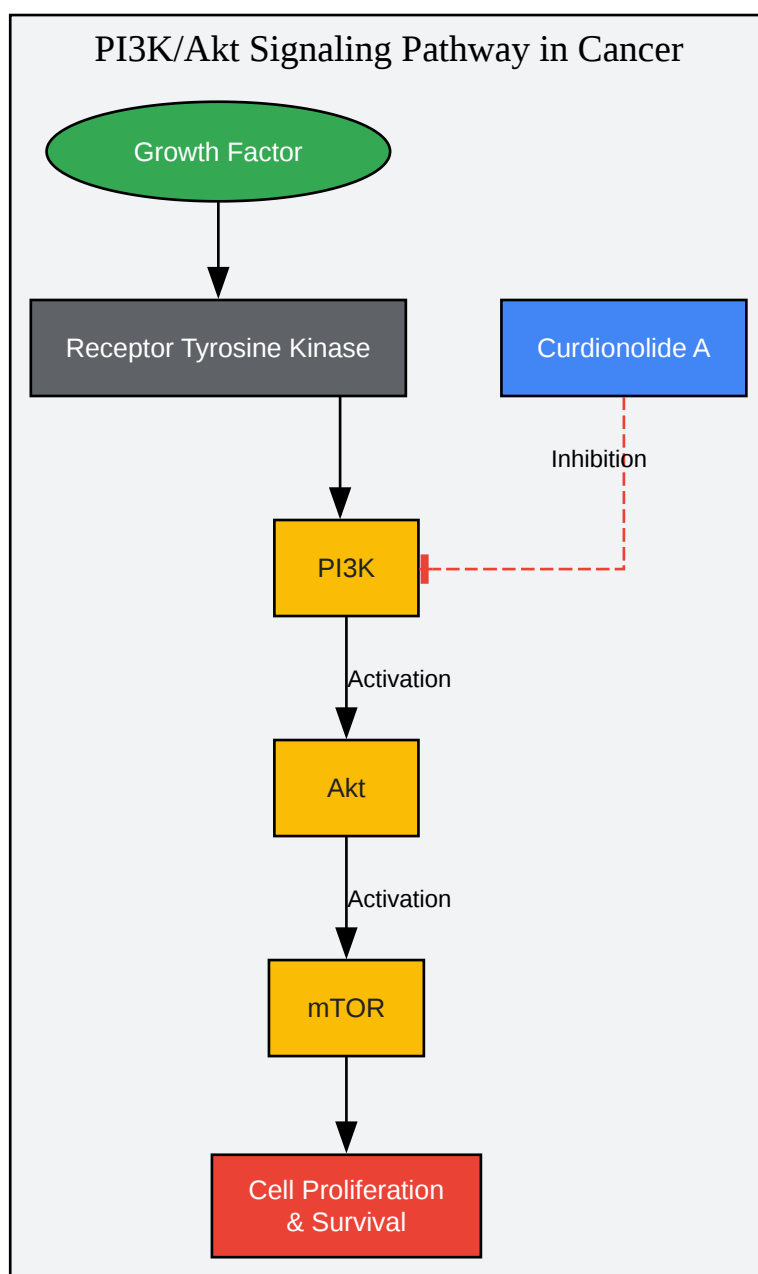 PI3K/Akt Signaling Pathway in Cancer
Growth Factor
Receptor Tyrosine Kinase
Curdionolide A
Inhibition
PI3K
Activation
Akt
Activation
mTOR
Cell Proliferation
& Survival